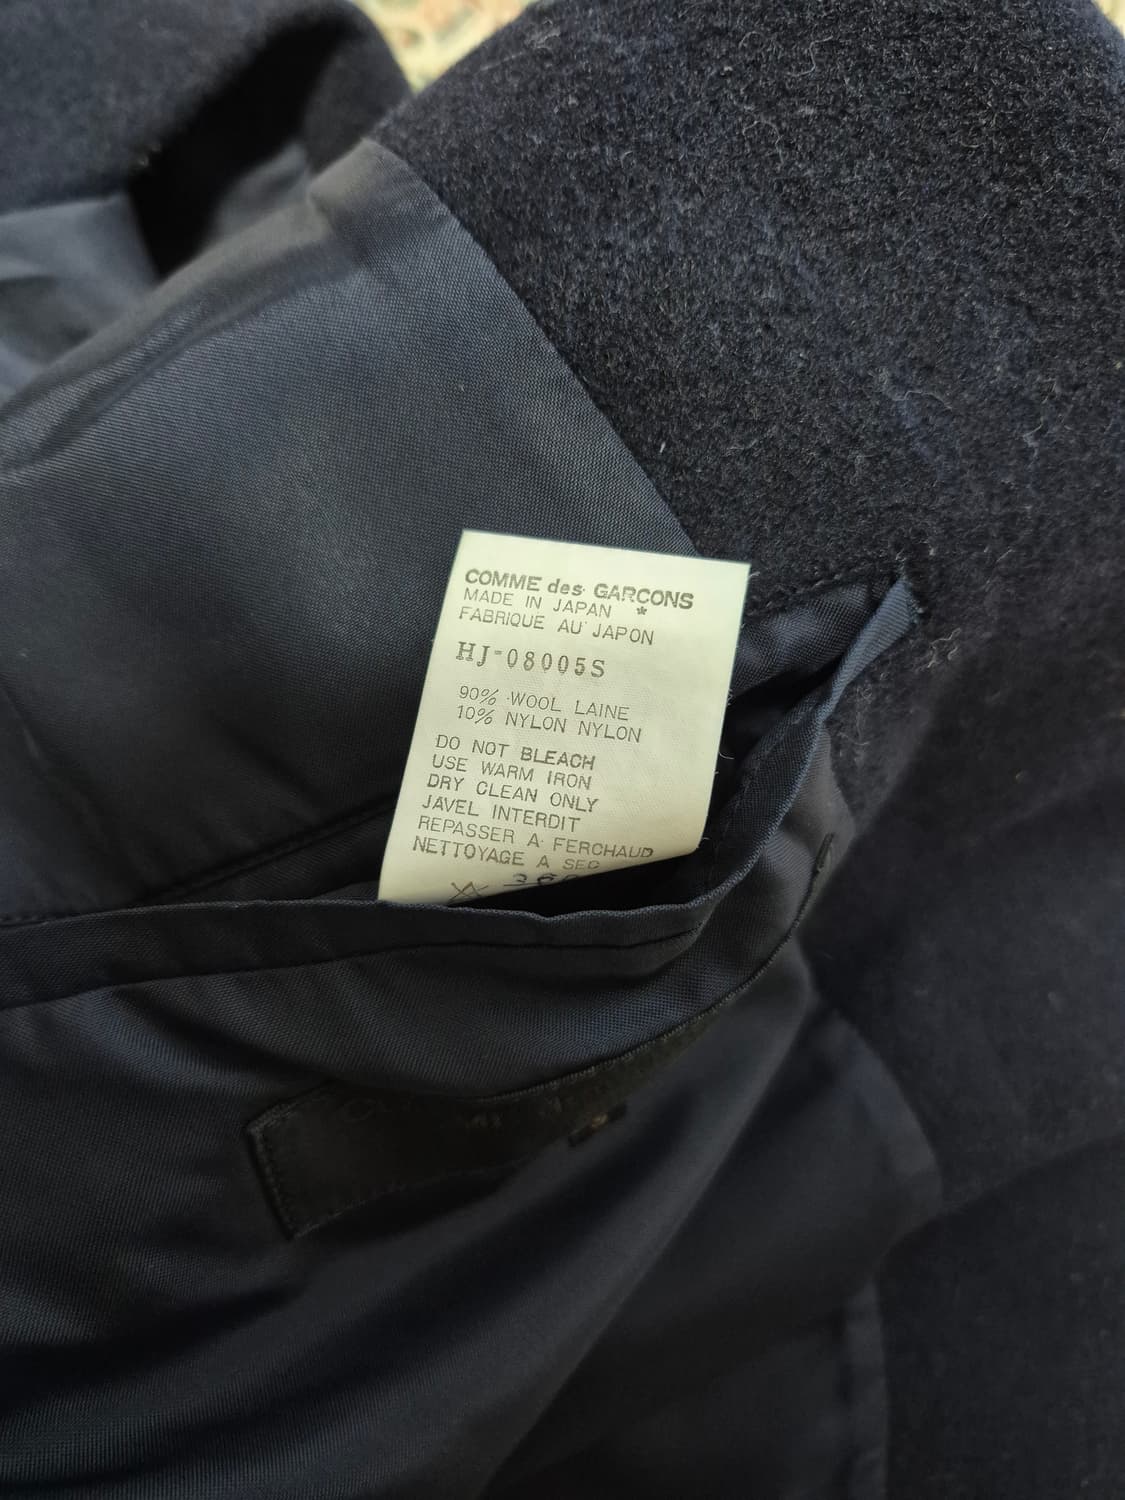 COMME des GARCONS
MADE IN JAPAN *
FABRIQUE AU JAPON
HJ-08005S
90% WOOL LAINE
10% NYLON NYLON
DO NOT BLEACH
USE WARM IRON
DRY CLEAN ONLY
JAVEL INTERDIT
REPASSER A FERCHAUD
NETTOYAGE A SEC